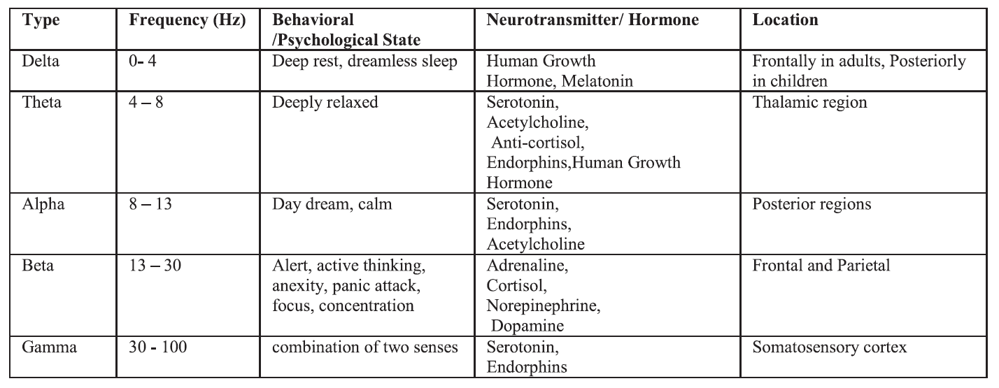 Type Frequency (Hz) Behavioral Neurotransmitter/ Hormone Location
/Psychological State
Delta 0- 4 Deep rest, dreamless sleep Human Growth Frontally in adults, Posteriorly
Hormone, Melatonin in children
Theta 4 – 8 Deeply relaxed Serotonin, Thalamic region
Acetylcholine,
Anti-cortisol,
Endorphins,Human Growth
Hormone
Alpha 8 – 13 Day dream, calm Serotonin, Posterior regions
Endorphins,
Acetylcholine
Beta 13 – 30 Alert, active thinking, Adrenaline, Frontal and Parietal
anexity, panic attack, Cortisol,
focus, concentration Norepinephrine,
Dopamine
Gamma 30 - 100 combination of two senses Serotonin, Somatosensory cortex
Endorphins